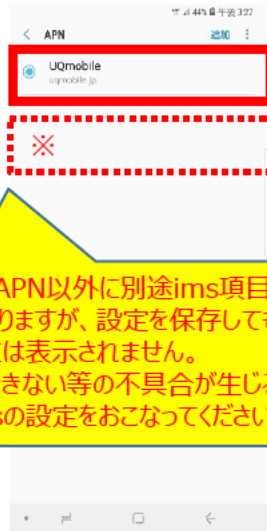 44% 午後 3:27
APN
追加
UQmobile
uqmobile.jp
※
APN以外に別途ims項目
りますが、設定を保存しても
は表示されません。
きない等の不具合が生じ
sの設定をおこなってください